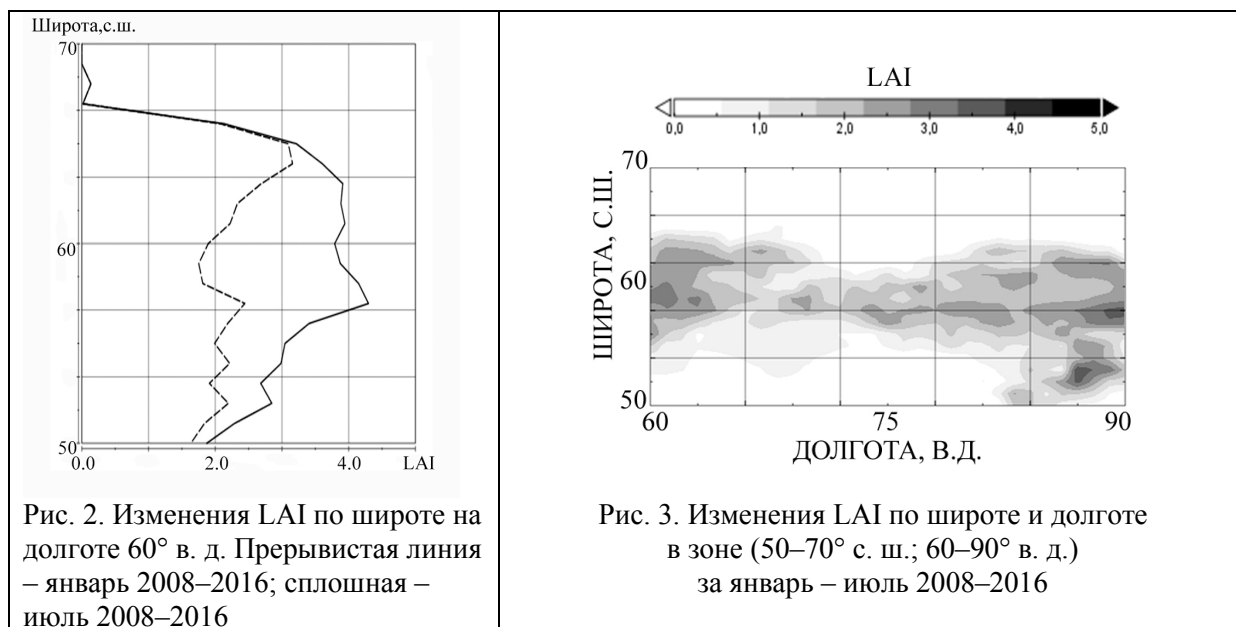 Широта,с.ш.
70
60
50
0.0 2.0 4.0 LAI
Рис. 2. Изменения LAI по широте на
долготе 60° в. д. Прерывистая линия
– январь 2008–2016; сплошная –
июль 2008–2016
LAI
0,0 1,0 2,0 3,0 4,0 5,0
ШИРОТА, С.Ш.
70
60
50
60 75 90
ДОЛГОТА, В.Д.
Рис. 3. Изменения LAI по широте и долготе
в зоне (50–70° с. ш.; 60–90° в. д.)
за январь – июль 2008–2016